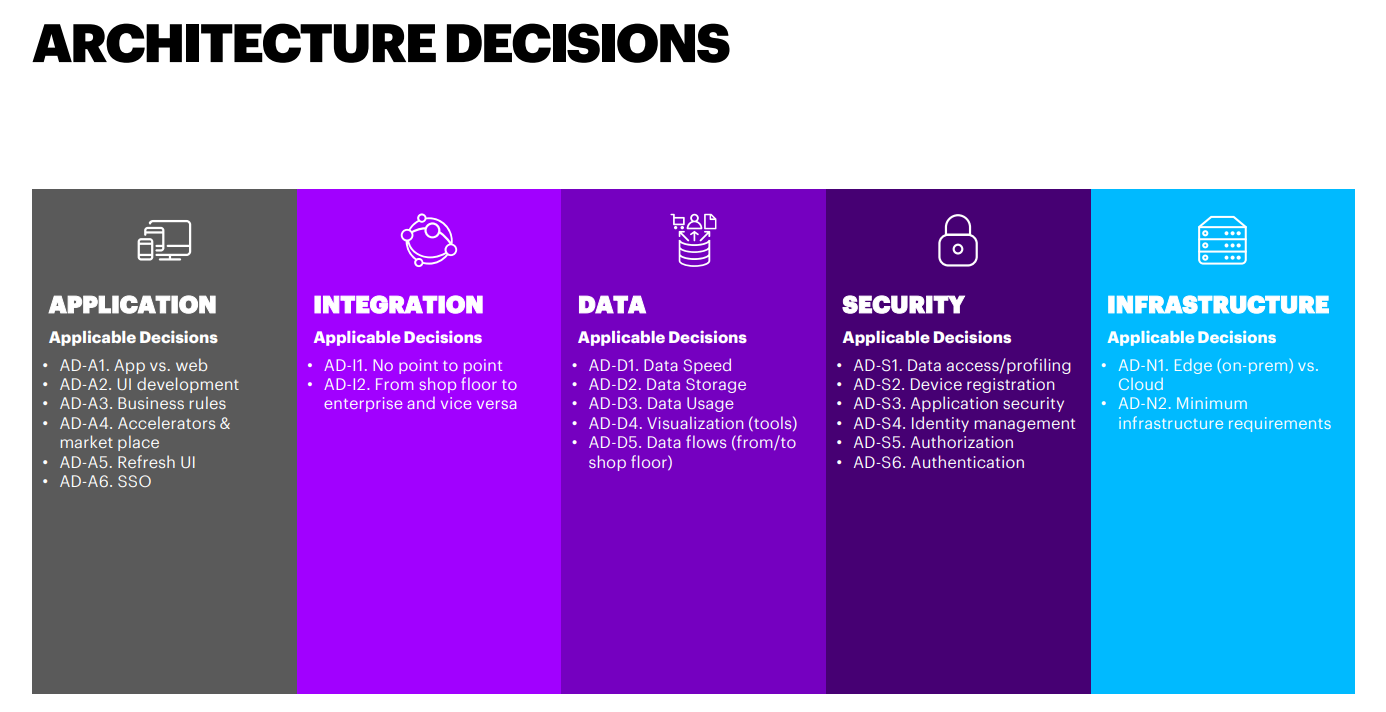 ARCHITECTURE DECISIONS
APPLICATION
Applicable Decisions
• AD-A1. App vs. web
• AD-A2. UI development
• AD-A3. Business rules
• AD-A4. Accelerators &
market place
• AD-A5. Refresh UI
• AD-A6. SSO
INTEGRATION
Applicable Decisions
• AD-I1. No point to point
• AD-I2. From shop floor to
enterprise and vice versa
DATA
Applicable Decisions
• AD-D1. Data Speed
• AD-D2. Data Storage
• AD-D3. Data Usage
• AD-D4. Visualization (tools)
• AD-D5. Data flows (from/to
shop floor)
SECURITY
Applicable Decisions
• AD-S1. Data access/profiling
• AD-S2. Device registration
• AD-S3. Application security
• AD-S4. Identity management
• AD-S5. Authorization
• AD-S6. Authentication
INFRASTRUCTURE
Applicable Decisions
• AD-N1. Edge (on-prem) vs.
Cloud
• AD-N2. Minimum
infrastructure requirements